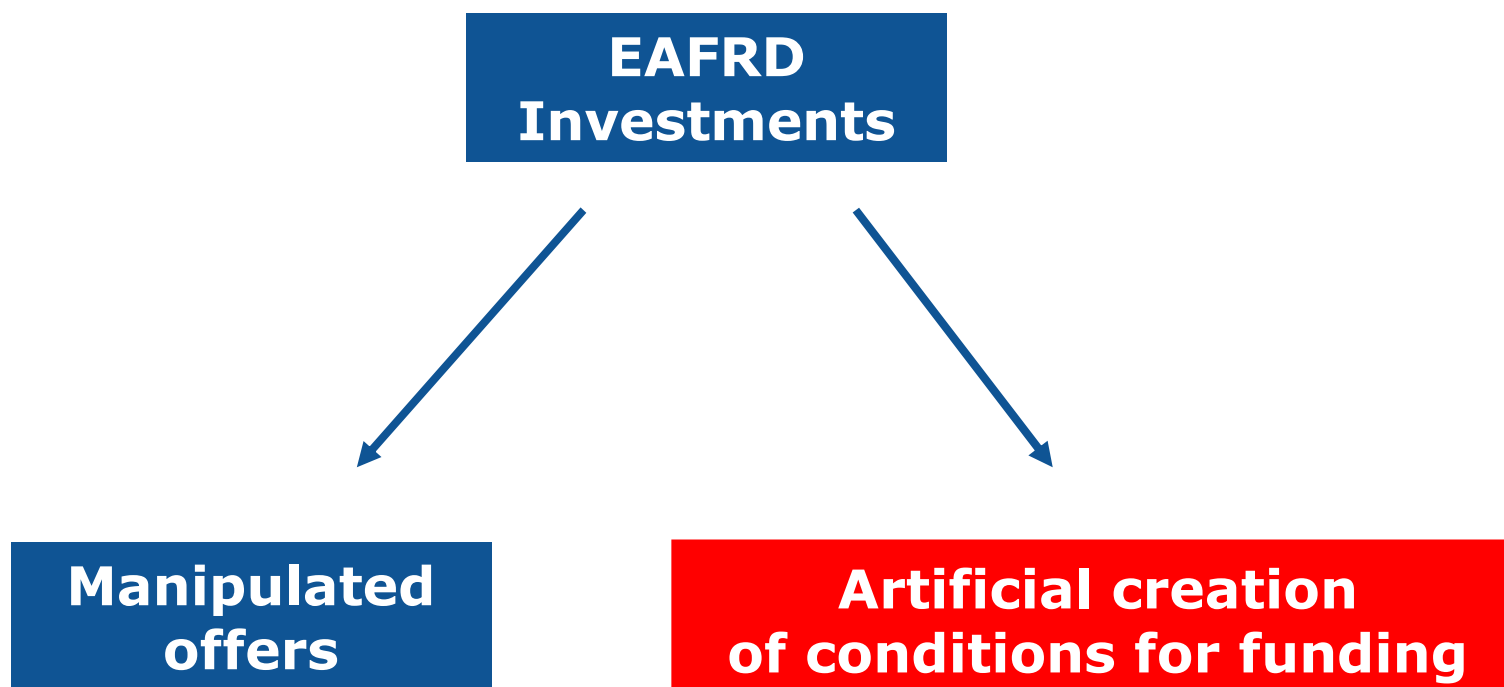 EAFRD
Investments
Manipulated
offers
Artificial creation
of conditions for funding